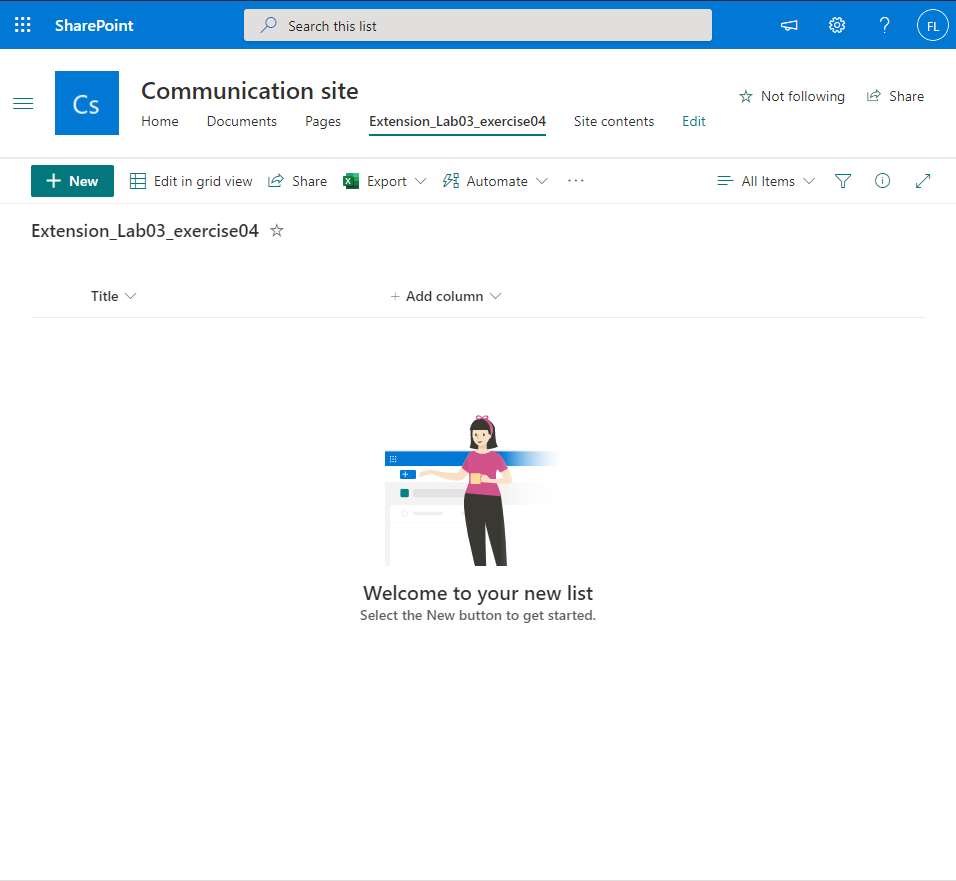 SharePoint
Search this list
FL
Cs
Communication site
Not following
Share
Home
Documents
Pages
Extension_Lab03_exercise04
Site contents
Edit
New
Edit in grid view
Share
Export
Automate
All Items
Extension_Lab03_exercise04
Title
Add column
Welcome to your new list
Select the New button to get started.